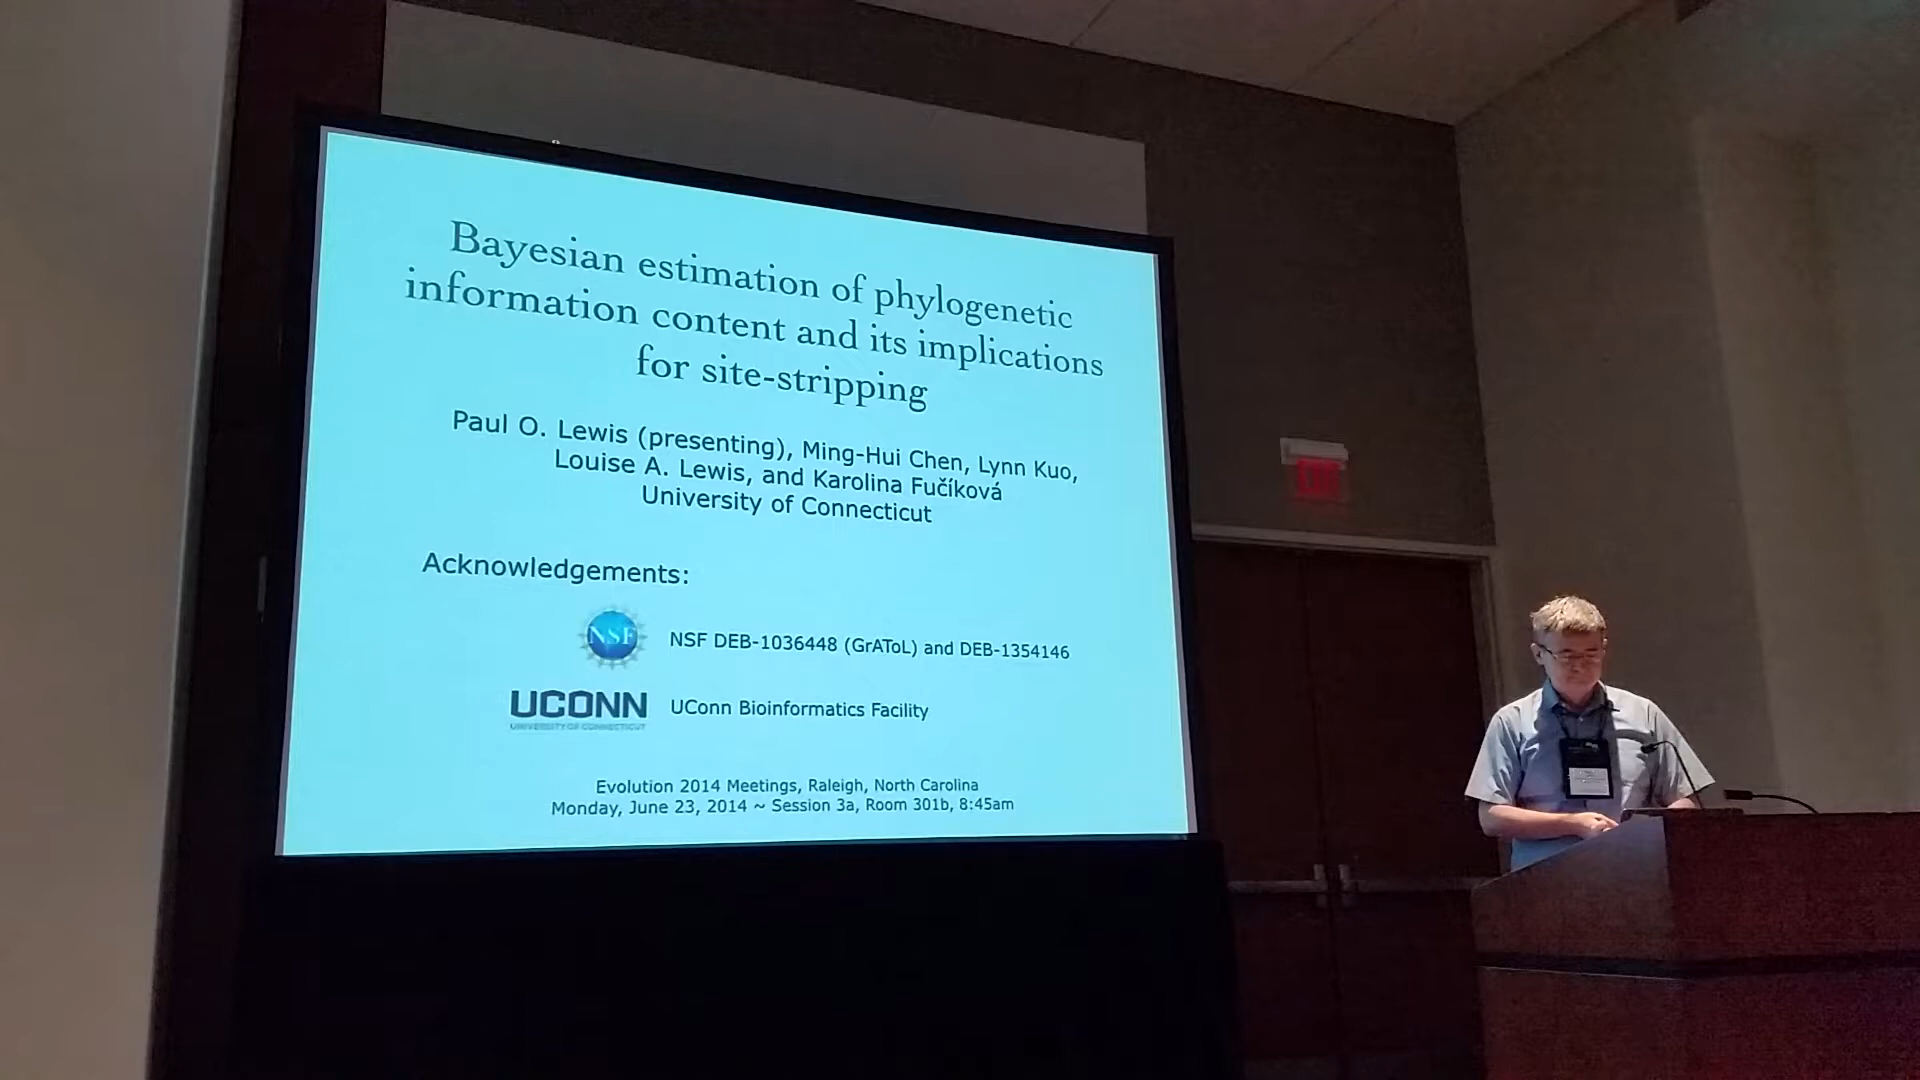 Bayesian estimation of phylogenetic
information content and its implications
for site-stripping
Paul O. Lewis (presenting), Ming-Hui Chen, Lynn Kuo,
Louise A. Lewis, and Karolina Fučíková
University of Connecticut
Acknowledgements:
NSF
NSF DEB-1036448 (GrAToL) and DEB-1354146
UCONN
UNIVERSITY OF CONNECTICUT
UConn Bioinformatics Facility
Evolution 2014 Meetings, Raleigh, North Carolina
Monday, June 23, 2014 ~ Session 3a, Room 301b, 8:45am